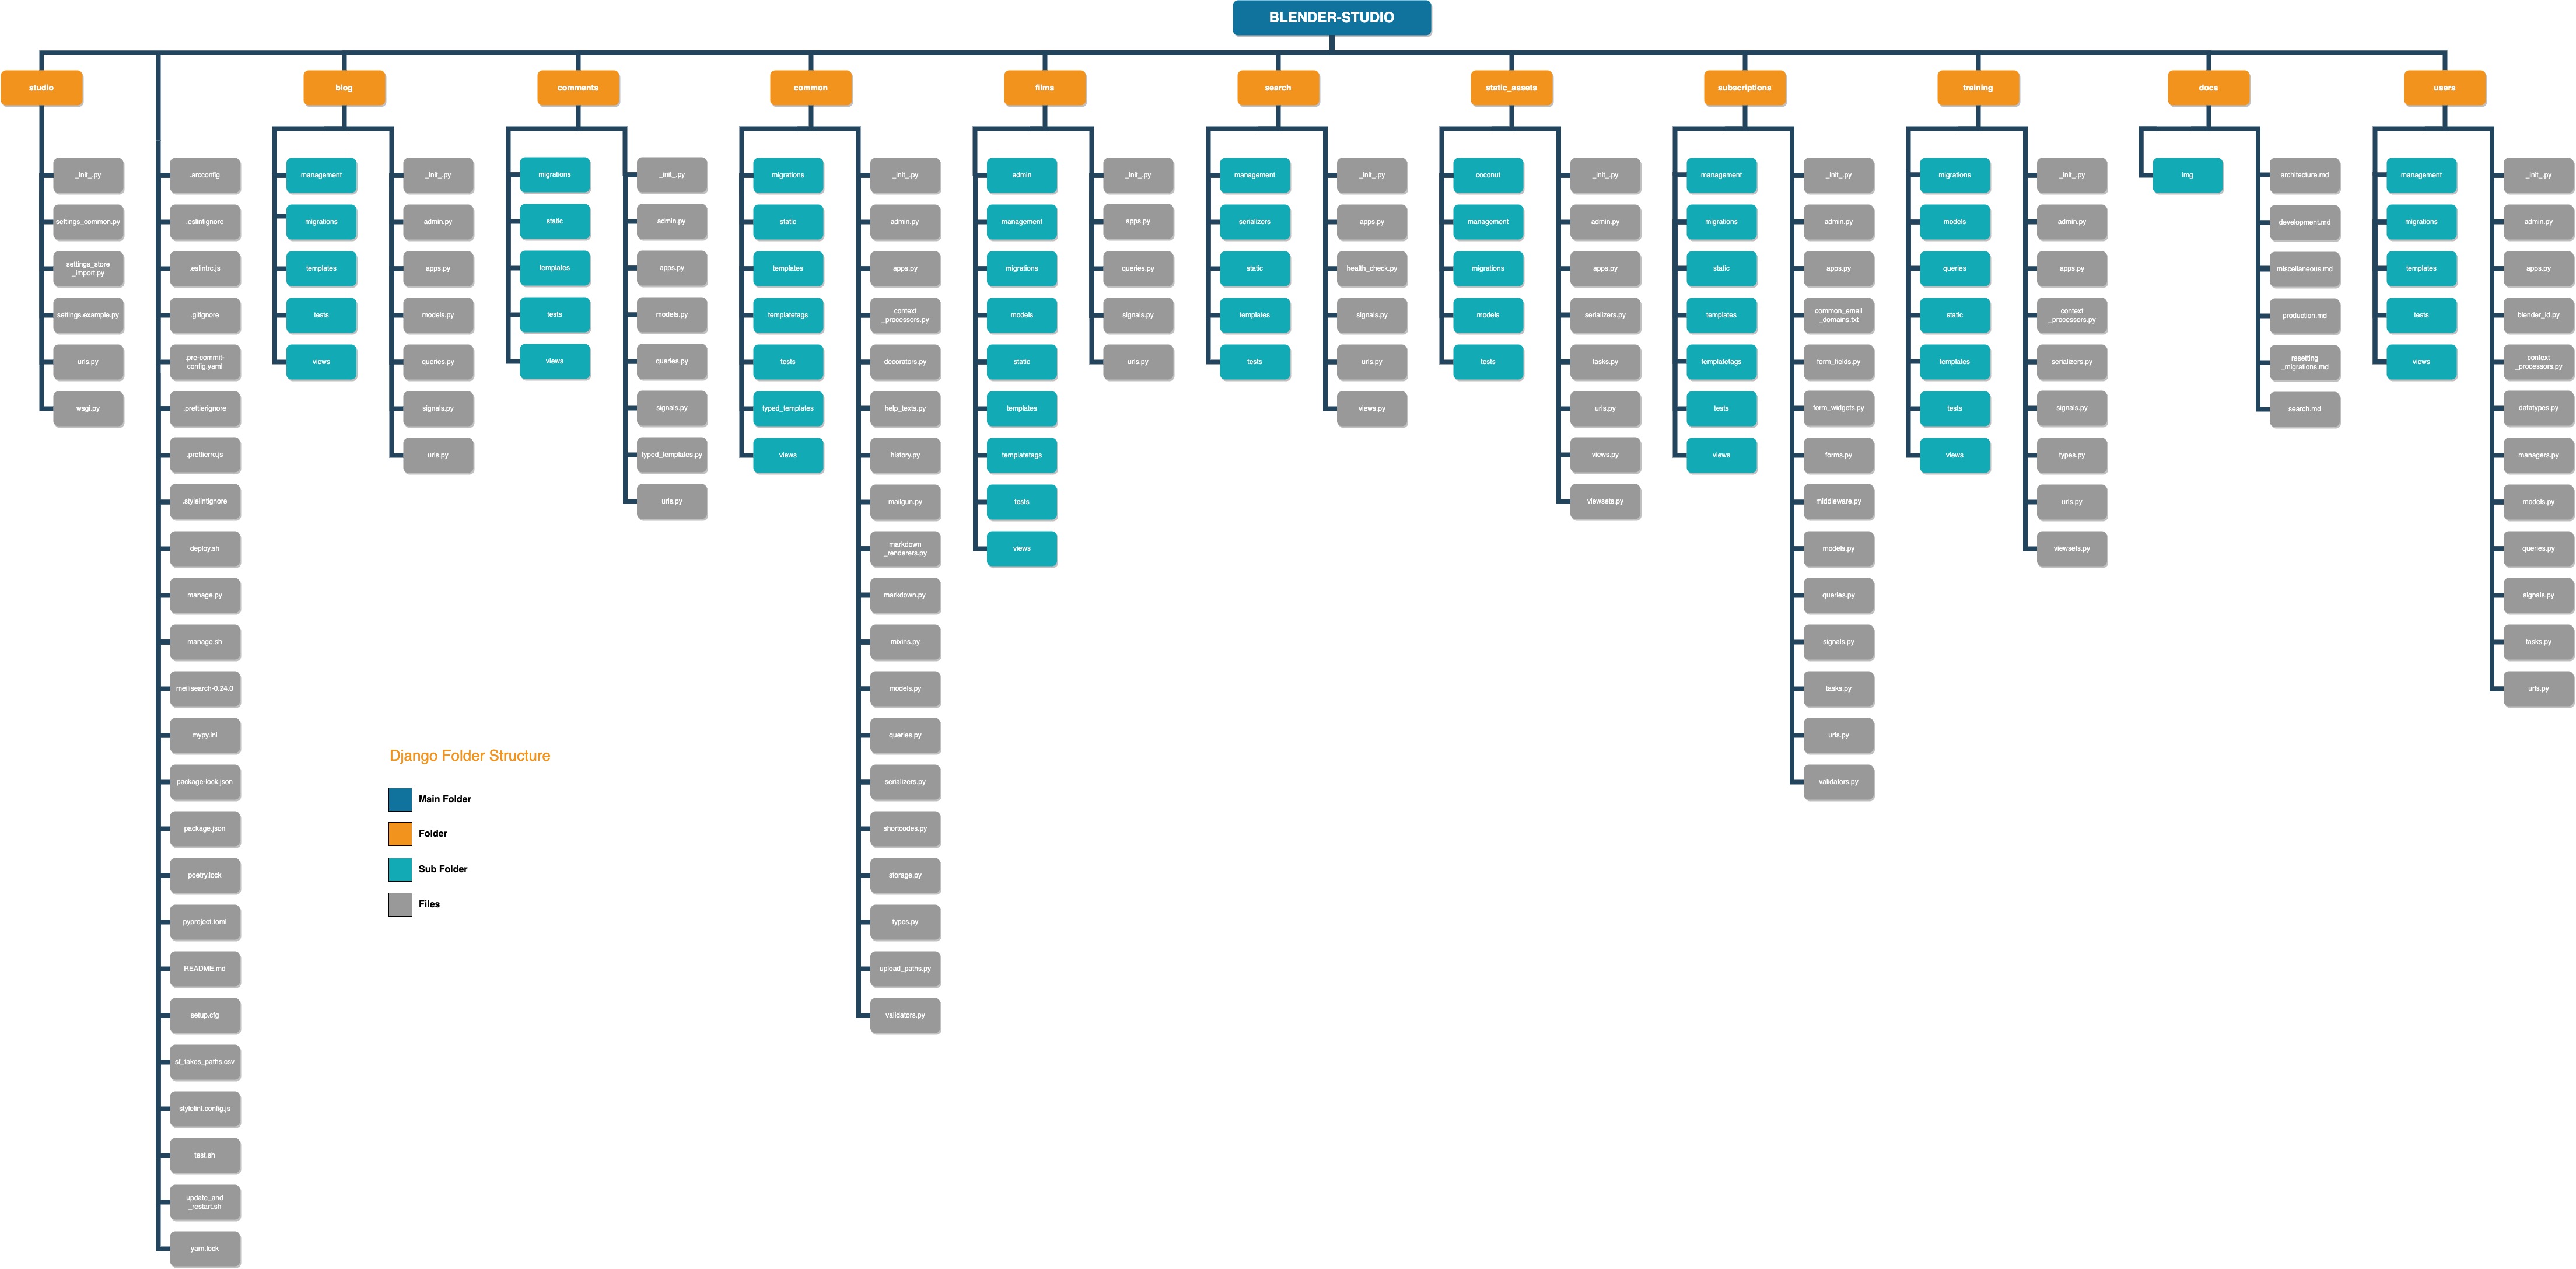 BLENDER-STUDIO
studio
_init_.py
settings_common.py
settings_store
_import.py
settings.example.py
urls.py
wsgi.py
.arcconfig
.eslintignore
.eslintrc.js
.gitignore
.pre-commit-
config.yaml
.prettierignore
.prettierrc.js
.stylelintignore
deploy.sh
manage.py
manage.sh
meilisearch-0.24.0
mypy.ini
package-lock.json
package.json
poetry.lock
pyproject.toml
README.md
setup.cfg
sf_takes_paths.csv
stylelint.config.js
test.sh
update_and
_restart.sh
yarn.lock
blog
management
migrations
templates
tests
views
_init_.py
admin.py
apps.py
models.py
queries.py
signals.py
urls.py
comments
migrations
static
templates
tests
views
_init_.py
admin.py
apps.py
models.py
queries.py
signals.py
typed_templates.py
urls.py
common
migrations
static
templates
templatetags
tests
typed_templates
views
_init_.py
admin.py
apps.py
context
_processors.py
decorators.py
help_texts.py
history.py
mailgun.py
markdown
_renderers.py
markdown.py
mixins.py
models.py
queries.py
serializers.py
shortcodes.py
storage.py
types.py
upload_paths.py
validators.py
films
admin
management
migrations
models
static
templates
templatetags
tests
views
_init_.py
apps.py
queries.py
signals.py
urls.py
search
management
serializers
static
templates
tests
_init_.py
apps.py
health_check.py
signals.py
urls.py
views.py
static_assets
coconut
management
migrations
models
tests
_init_.py
admin.py
apps.py
serializers.py
tasks.py
urls.py
views.py
viewsets.py
subscriptions
management
migrations
static
templates
templatetags
tests
views
_init_.py
admin.py
apps.py
common_email
_domains.txt
form_fields.py
form_widgets.py
forms.py
middleware.py
models.py
queries.py
signals.py
tasks.py
urls.py
validators.py
training
migrations
models
queries
static
templates
tests
views
_init_.py
admin.py
apps.py
context
_processors.py
serializers.py
signals.py
types.py
urls.py
viewsets.py
docs
img
architecture.md
development.md
miscellaneous.md
production.md
resetting
_migrations.md
search.md
users
management
migrations
templates
tests
views
_init_.py
admin.py
apps.py
blender_id.py
context
_processors.py
datatypes.py
managers.py
models.py
queries.py
signals.py
tasks.py
urls.py
Django Folder Structure
Main Folder
Folder
Sub Folder
Files